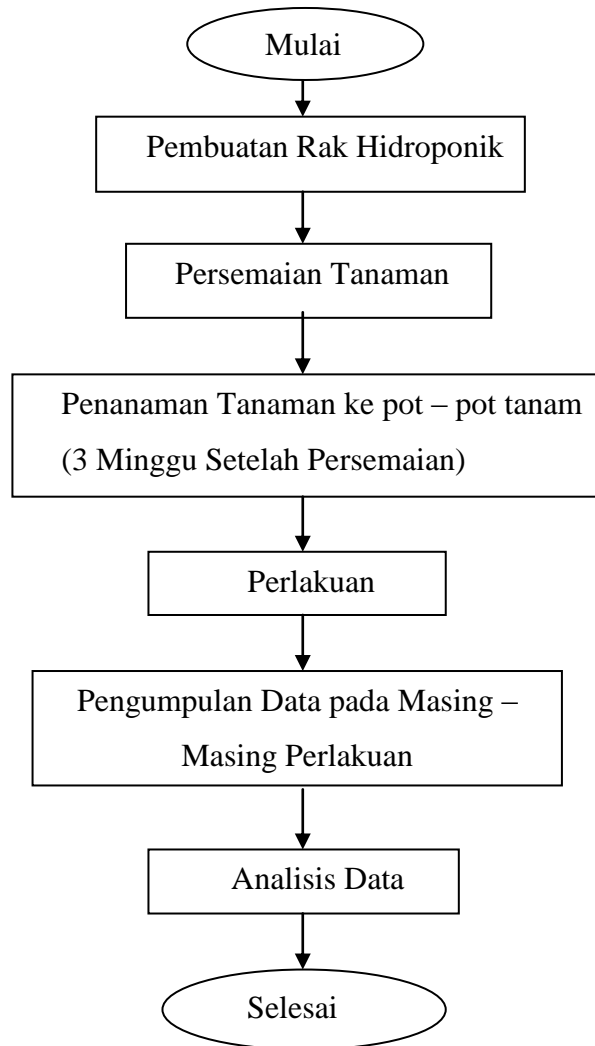 Mulai
Pembuatan Rak Hidroponik
Persemaian Tanaman
Penanaman Tanaman ke pot – pot tanam
(3 Minggu Setelah Persemaian)
Perlakuan
Pengumpulan Data pada Masing –
Masing Perlakuan
Analisis Data
Selesai